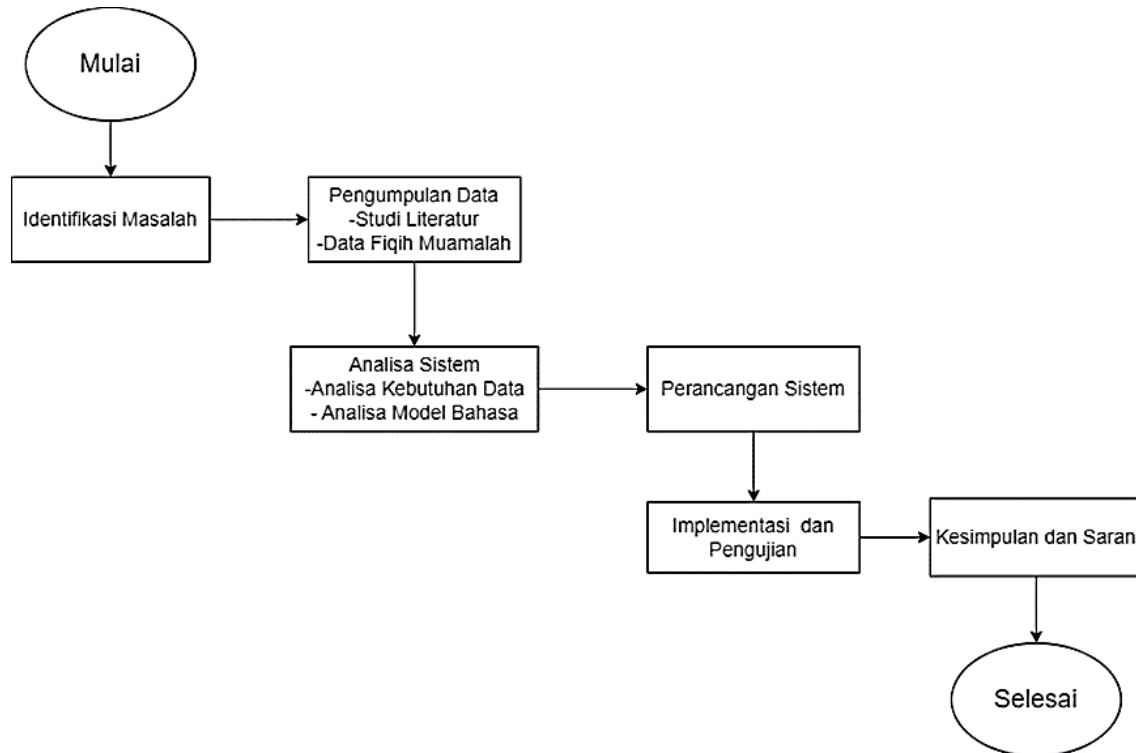 Mulai
Identifikasi Masalah
Pengumpulan Data
-Studi Literatur
-Data Fiqih Muamalah
Analisa Sistem
-Analisa Kebutuhan Data
- Analisa Model Bahasa
Perancangan Sistem
Implementasi dan
Pengujian
Kesimpulan dan Saran
Selesai